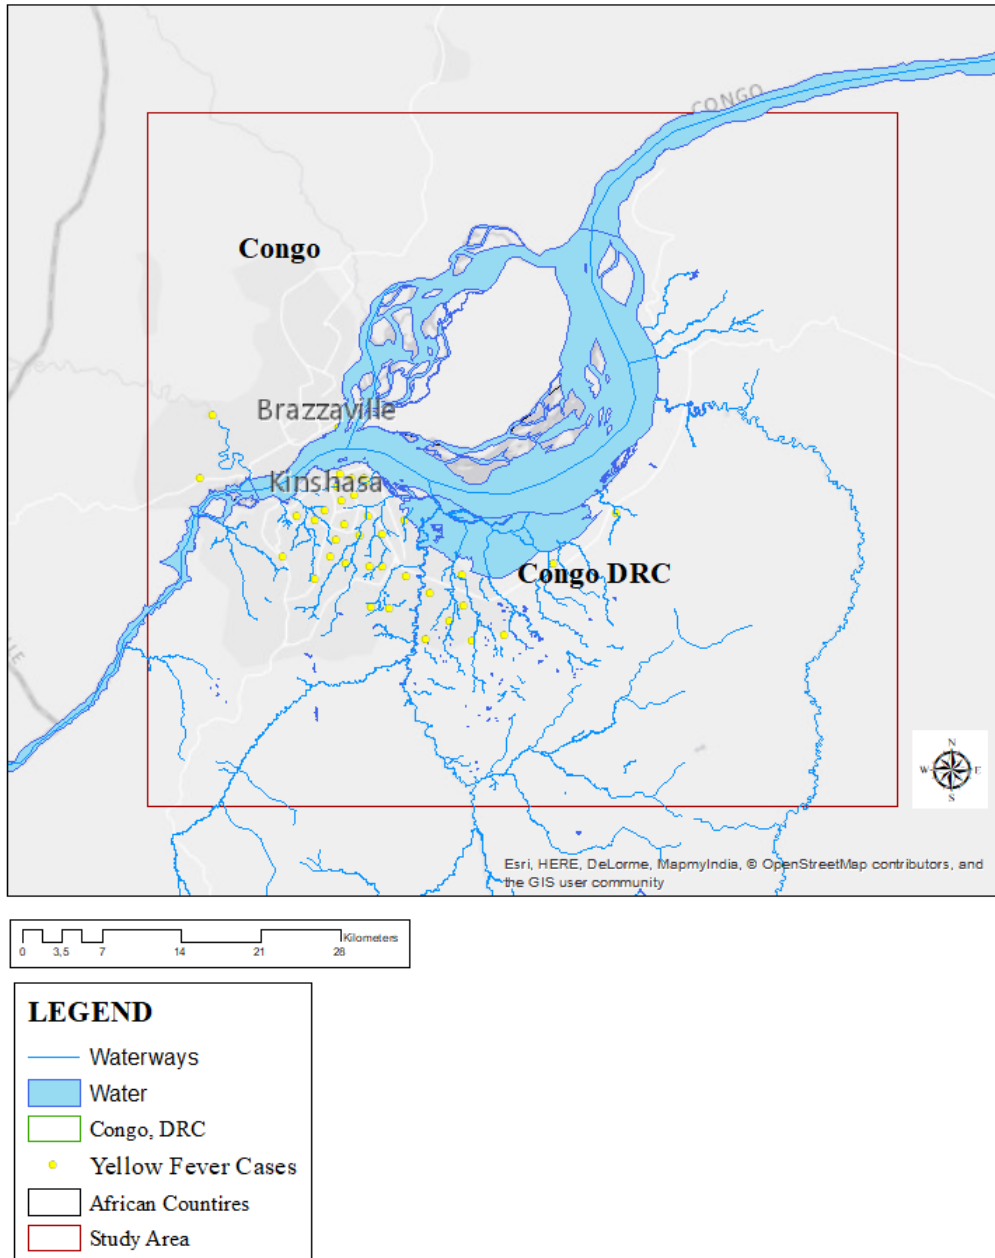 CONGO
Congo
Brazzaville
Kinshasa
Congo DRC
IE
N
W E
S
Esri, HERE, DeLorme, MapmyIndia, © OpenStreetMap contributors, and
the GIS user community
Kilometers
0 3,5 7 14 21 28
LEGEND
Waterways
Water
Congo, DRC
Yellow Fever Cases
African Countires
Study Area